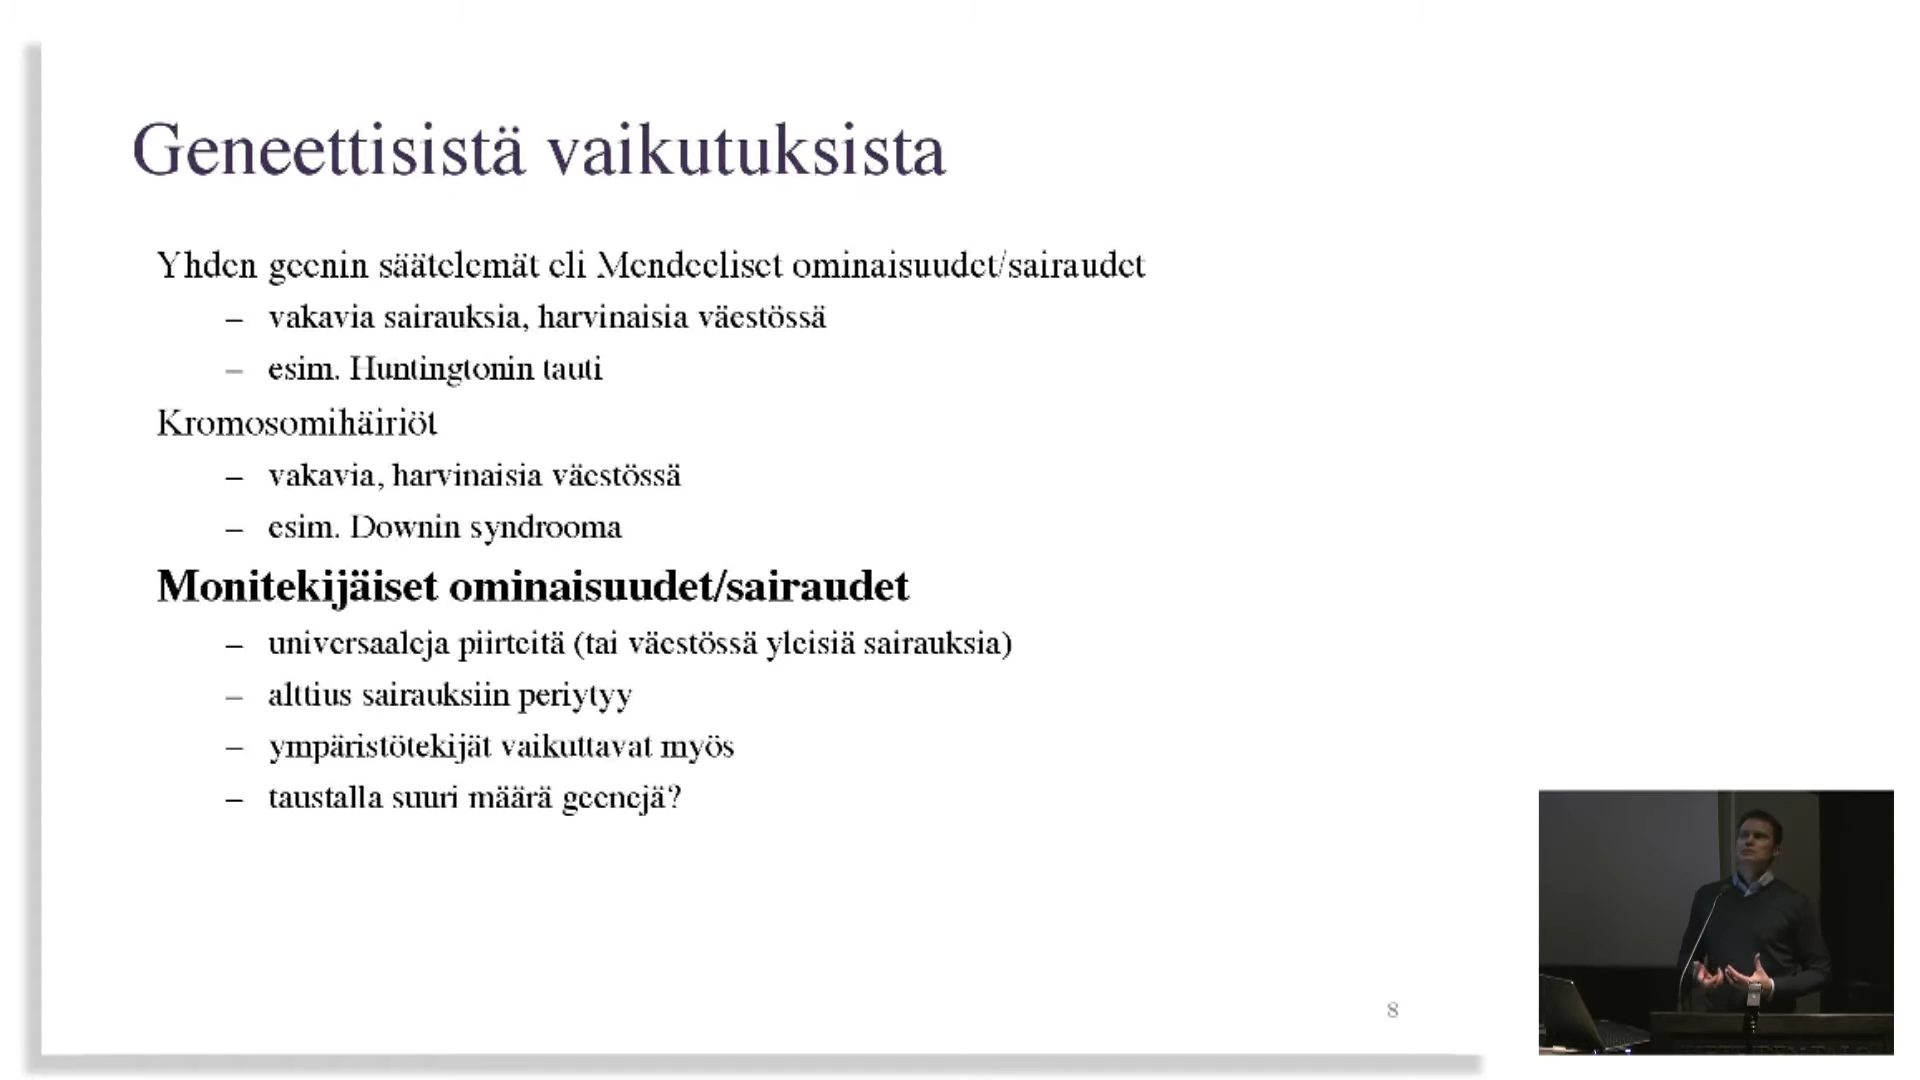 Geneettisistä vaikutuksista
Yhden geenin säätelemät eli Mendeeliset ominaisuudet/sairaudet
– vakavia sairauksia, harvinaisia väestössä
– esim. Huntingtonin tauti
Kromosomihäiriöt
– vakavia, harvinaisia väestössä
– esim. Downin syndrooma
Monitekijäiset ominaisuudet/sairaudet
– universaaleja piirteitä (tai väestössä yleisiä sairauksia)
– alttius sairauksiin periytyy
– ympäristötekijät vaikuttavat myös
– taustalla suuri määrä geenejä?
8